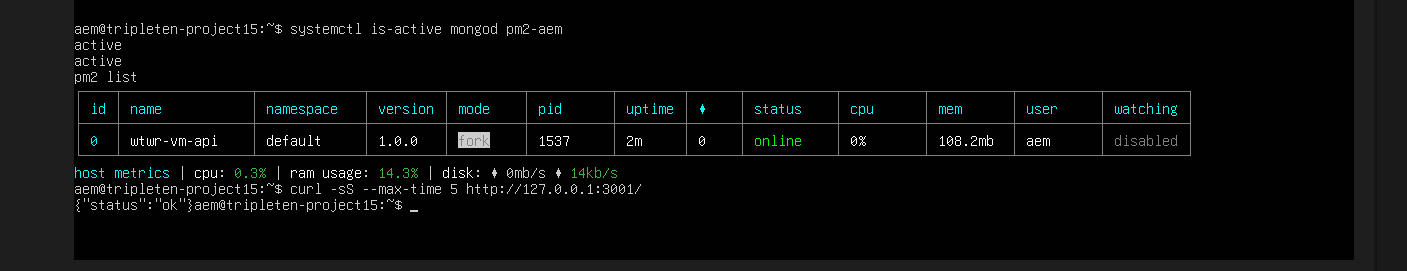 aem@tripleten-project15:~$ systemctl is-active mongod pm2-aem
active
active
pm2 list
id name namespace version mode pid uptime ♦ status cpu mem user watching
0 wtwr-vm-api default 1.0.0 fork 1537 2m 0 online 0% 108.2mb aem disabled
host metrics | cpu: 0.3% | ram usage: 14.3% | disk: ♦ 0mb/s ♦ 14kb/s
aem@tripleten-project15:~$ curl -sS --max-time 5 http://127.0.0.1:3001/
{"status":"ok"}aem@tripleten-project15:~$ _